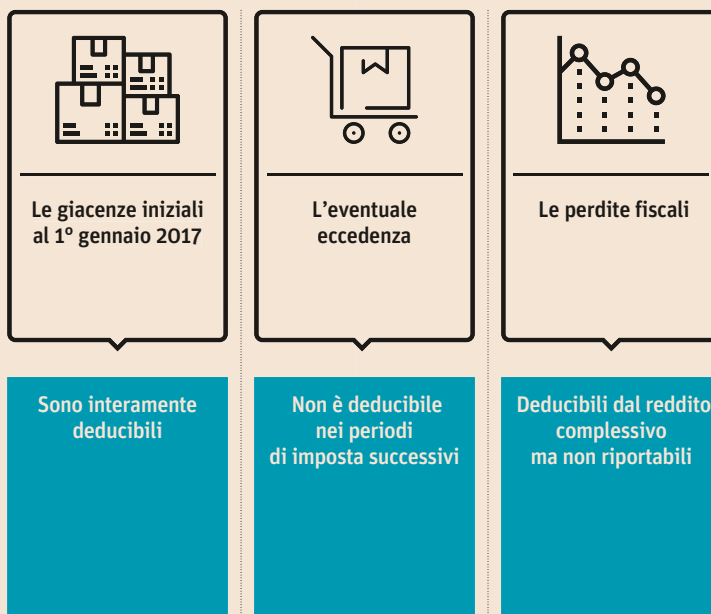 Le giacenze iniziali
al 1° gennaio 2017
Sono interamente
deducibili
L'eventuale
eccedenza
Non è deducibile
nei periodi
di imposta successivi
Le perdite fiscali
Deducibili dal reddito
complessivo
ma non riportabili